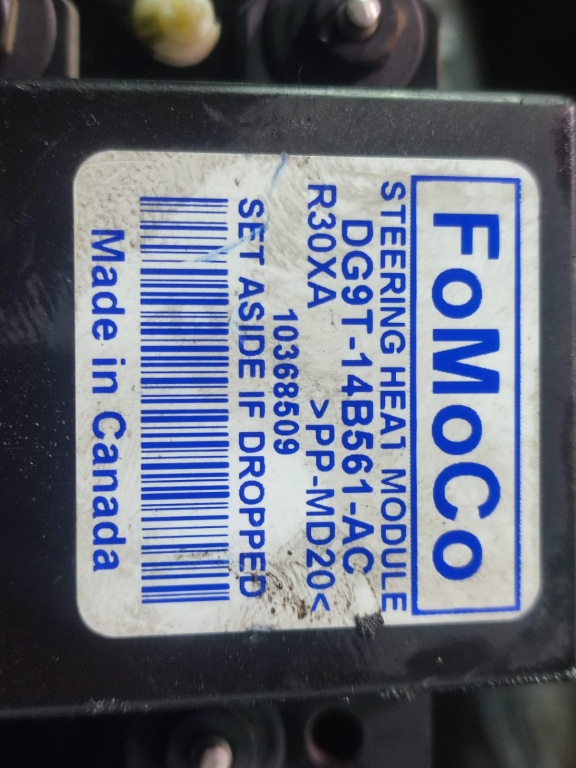 FoMoCo
STEERING HEAT MODULE
DG9T-14B561-AC
R30XA >PP-MD20<
10368509
SET ASIDE IF DROPPED
Made in Canada